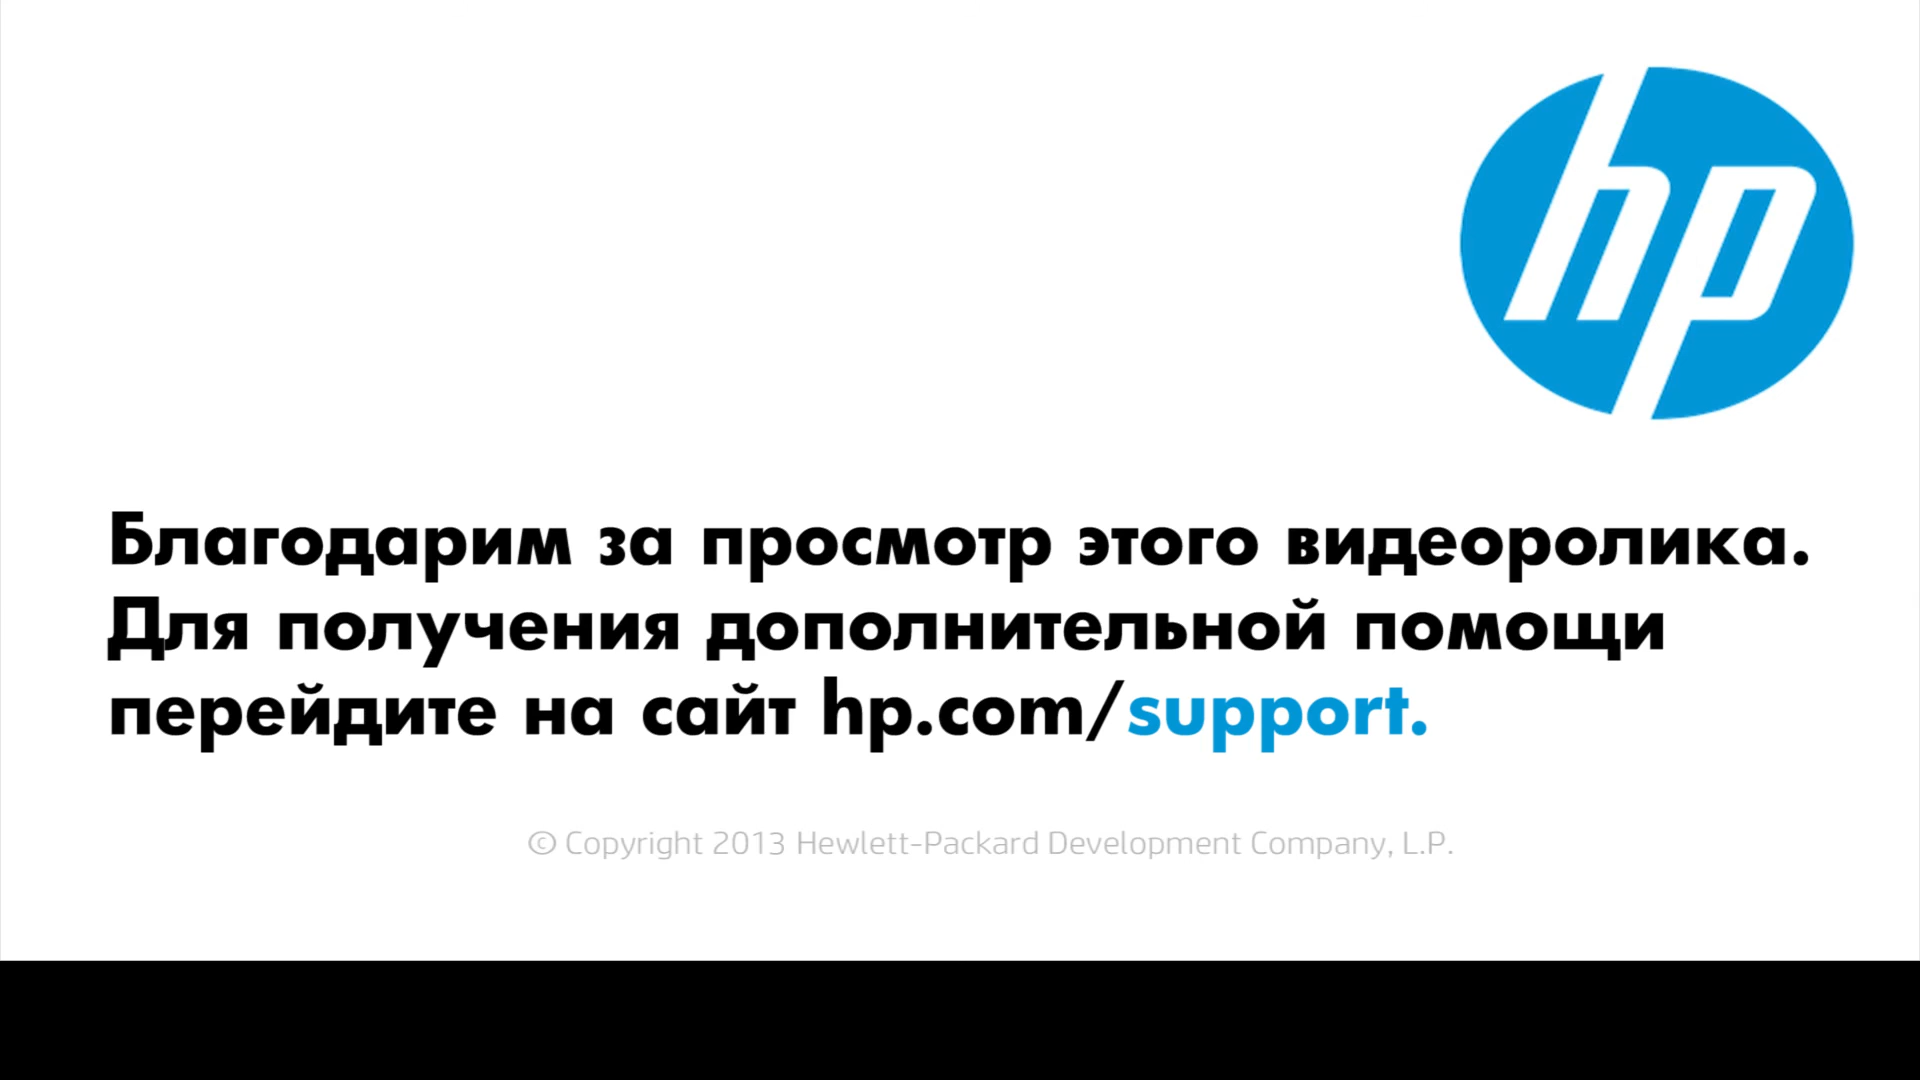 hp
Благодарим за просмотр этого видеоролика.
Для получения дополнительной помощи
перейдите на сайт hp.com/support.
© Copyright 2013 Hewlett-Packard Development Company, L.P.